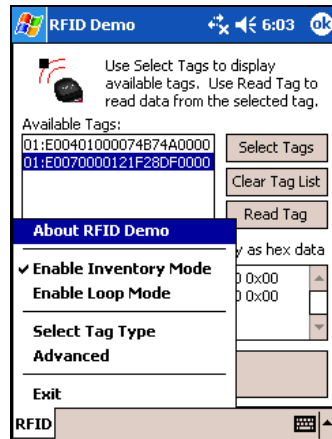 RFID Demo
6:03
ok
Use Select Tags to display
available tags. Use Read Tag to
read data from the selected tag.
Available Tags:
01:E00401000074B74A0000
01:E0070000121F28DF0000
Select Tags
Clear Tag List
Read Tag
About RFID Demo
y as hex data
Enable Inventory Mode
0 0x00
Enable Loop Mode
0 0x00
Select Tag Type
Advanced
Exit
RFID